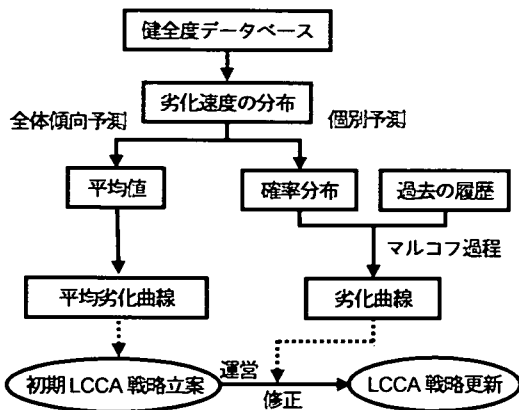 健全度データベース
劣化速度の分布
全体傾向予測
個別予測
平均値
確率分布
過去の履歴
マルコフ過程
平均劣化曲線
劣化曲線
初期LCCA戦略立案
運営
修正
LCCA戦略更新